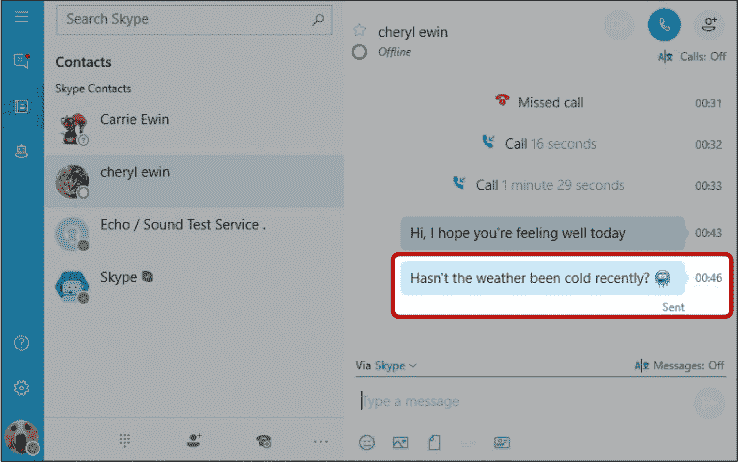 Search Skype
Contacts
Skype Contacts
Carrie Ewin
cheryl ewin
Echo / Sound Test Service .
Skype
cheryl ewin
Offline
Calls: Off
Missed call 00:31
Call 16 seconds 00:32
Call 1 minute 29 seconds 00:33
Hi, I hope you're feeling well today 00:43
Hasn't the weather been cold recently? 00:46
Sent
Via Skype
Messages: Off
Type a message